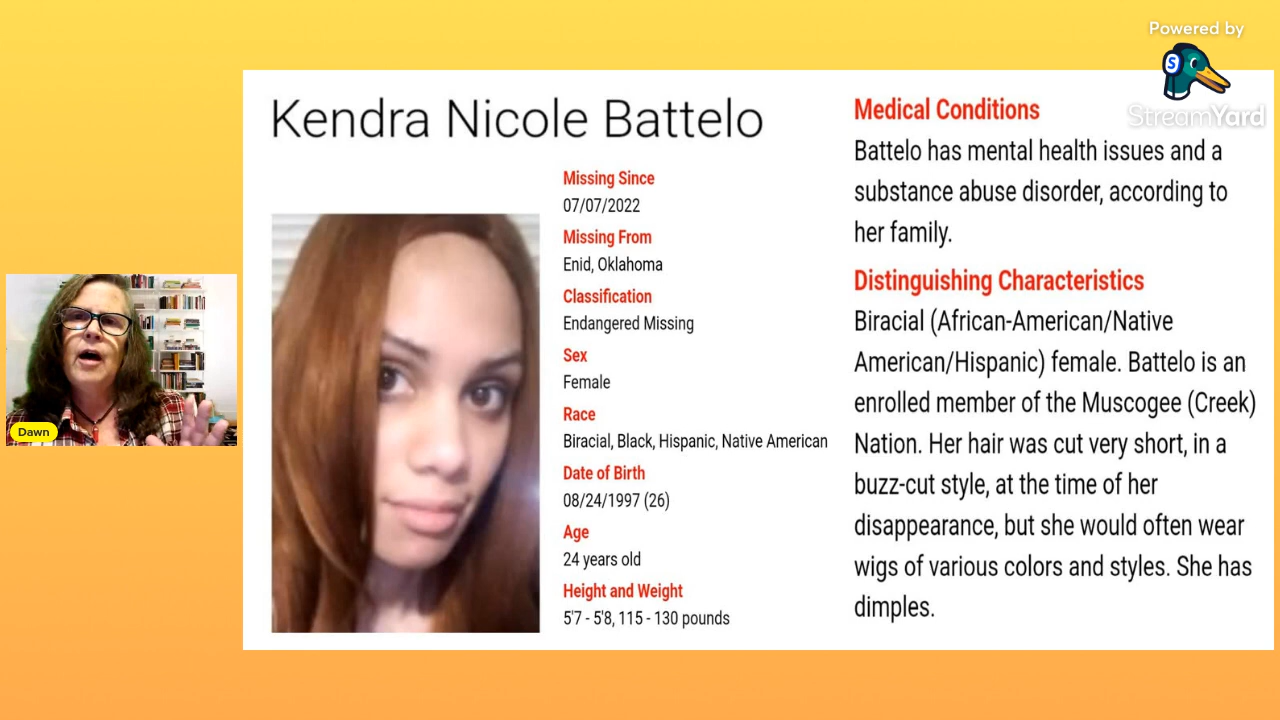 Powered by
S
StreamYard
Kendra Nicole Battelo
Missing Since
07/07/2022
Missing From
Enid, Oklahoma
Classification
Endangered Missing
Sex
Female
Race
Biracial, Black, Hispanic, Native American
Date of Birth
08/24/1997 (26)
Age
24 years old
Height and Weight
5'7 - 5'8, 115 - 130 pounds
Medical Conditions
Battelo has mental health issues and a
substance abuse disorder, according to
her family.
Distinguishing Characteristics
Biracial (African-American/Native
American/Hispanic) female. Battelo is an
enrolled member of the Muscogee (Creek)
Nation. Her hair was cut very short, in a
buzz-cut style, at the time of her
disappearance, but she would often wear
wigs of various colors and styles. She has
dimples.
Dawn